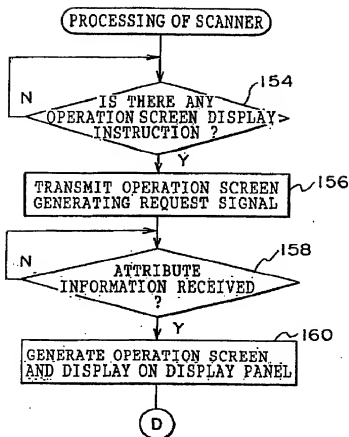 PROCESSING OF SCANNER
154
N
IS THERE ANY
OPERATION SCREEN DISPLAY
INSTRUCTION ?
Y
TRANSMIT OPERATION SCREEN
GENERATING REQUEST SIGNAL
156
158
N
ATTRIBUTE
INFORMATION RECEIVED
?
Y
160
GENERATE OPERATION SCREEN
AND DISPLAY ON DISPLAY PANEL
D